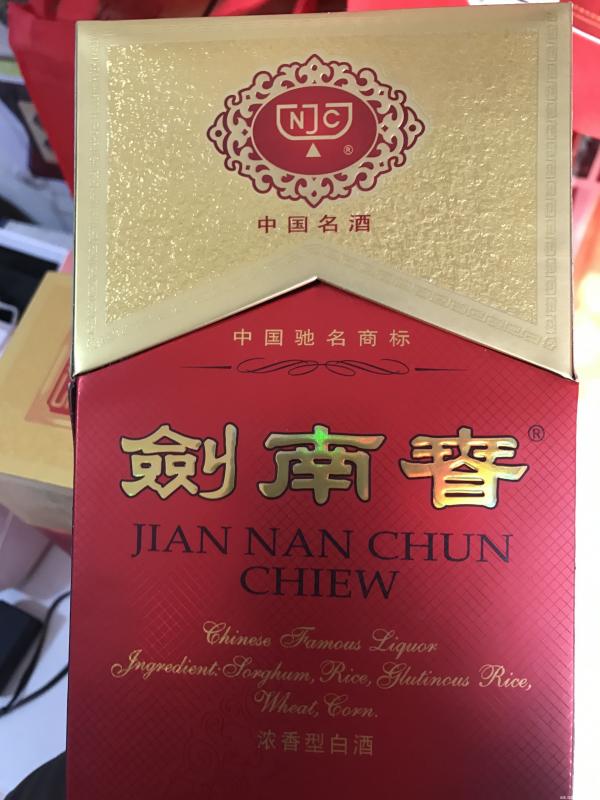 NJC
®
中国名酒
中国驰名商标
劍南春®
JIAN NAN CHUN
CHIEW
Chinese Famous Liquor
Ingredient: Sorghum, Rice, Glutinous Rice,
Wheat, Corn.
浓香型白酒